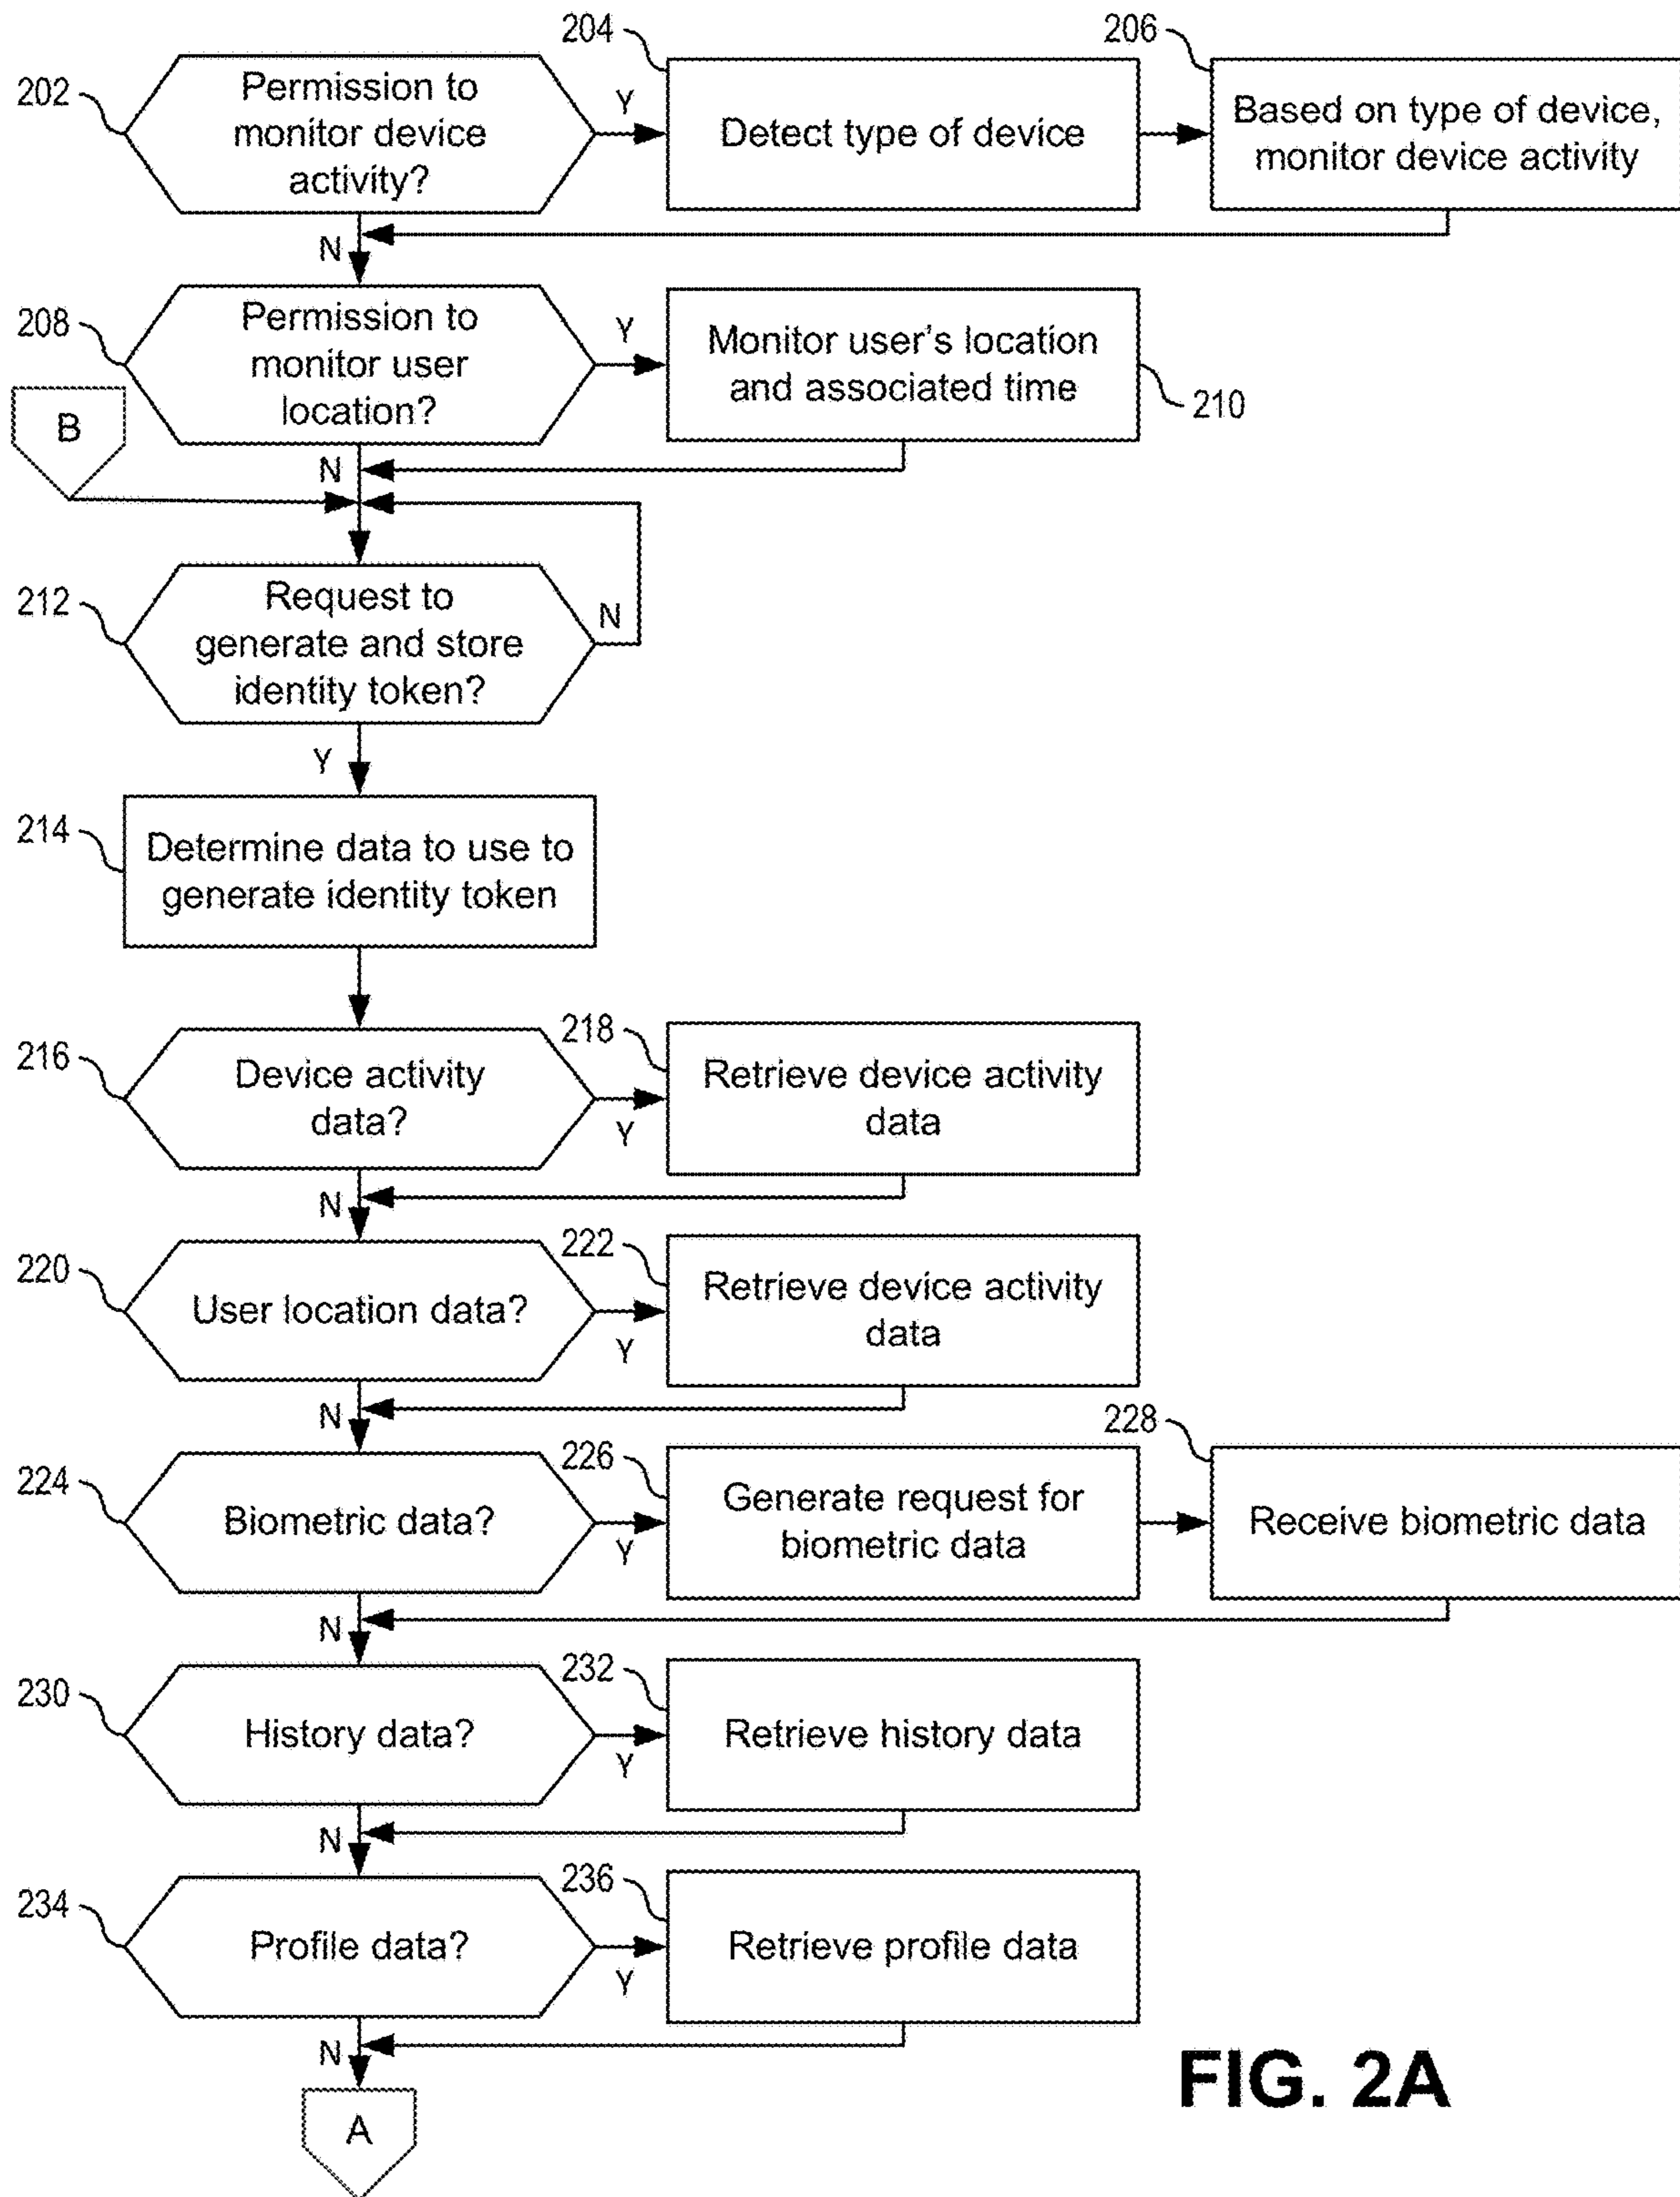 204
206
202
Permission to
monitor device
activity?
Y
Detect type of device
Based on type of device,
monitor device activity
N
208
Permission to
monitor user
location?
Y
Monitor user's location
and associated time
210
B
N
212
Request to
generate and store
identity token?
N
Y
214
Determine data to use to
generate identity token
216
Device activity
data?
Y
218
Retrieve device activity
data
N
220
User location data?
Y
222
Retrieve device activity
data
N
224
Biometric data?
Y
226
Generate request for
biometric data
228
Receive biometric data
N
230
History data?
Y
232
Retrieve history data
N
234
Profile data?
Y
236
Retrieve profile data
N
A
FIG. 2A